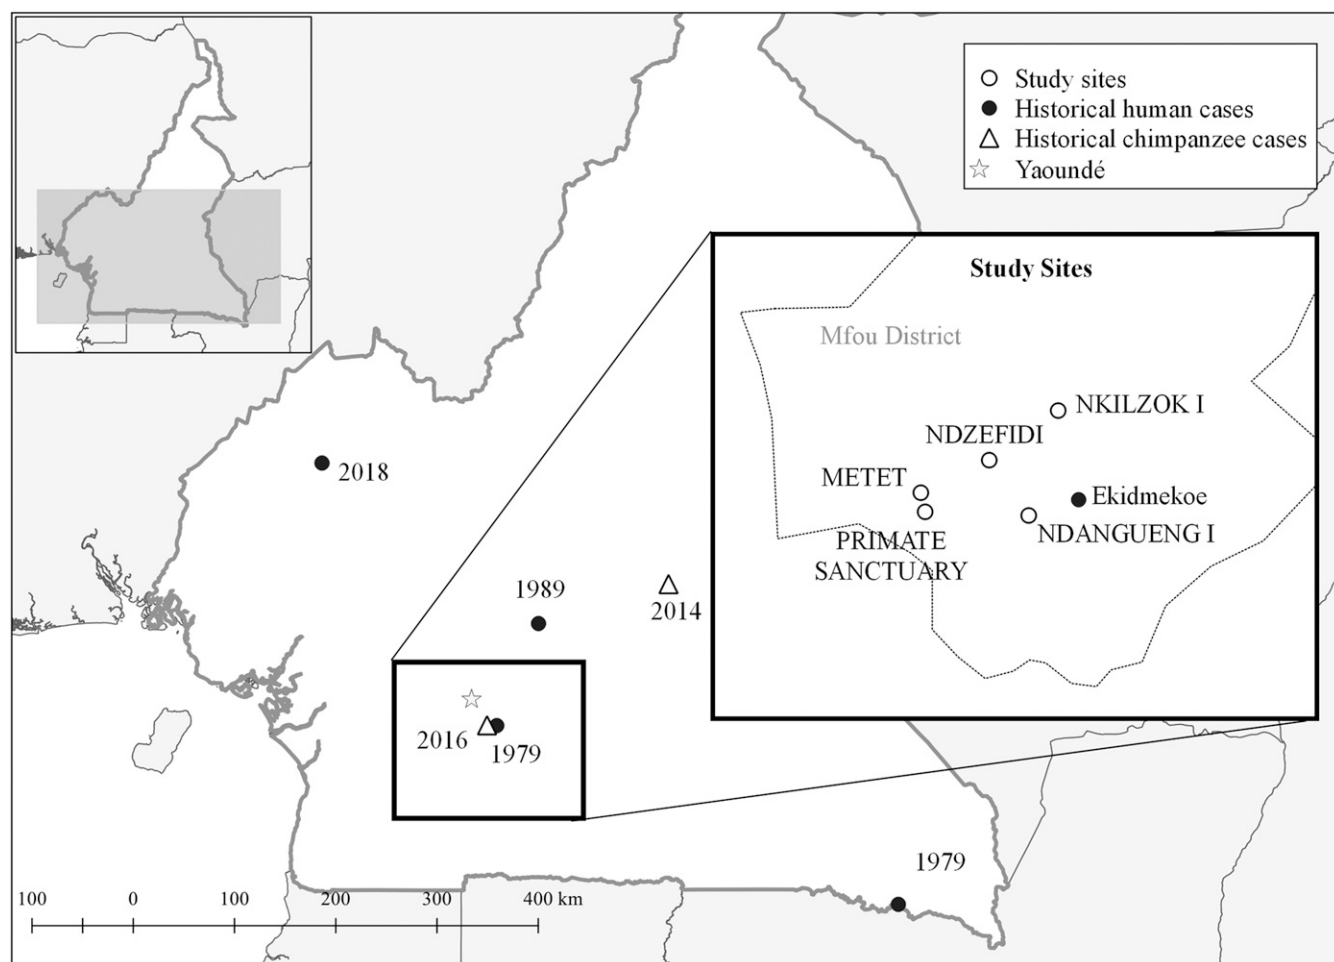 Study sites
Historical human cases
Historical chimpanzee cases
Yaoundé
Study Sites
Mfou District
NKILZOK I
NDZEFIDI
METET
Ekidmekoe
NDANGUENG I
PRIMATE
SANCTUARY
2018
1989
2014
2016
1979
1979
100 0 100 200 300 400 km